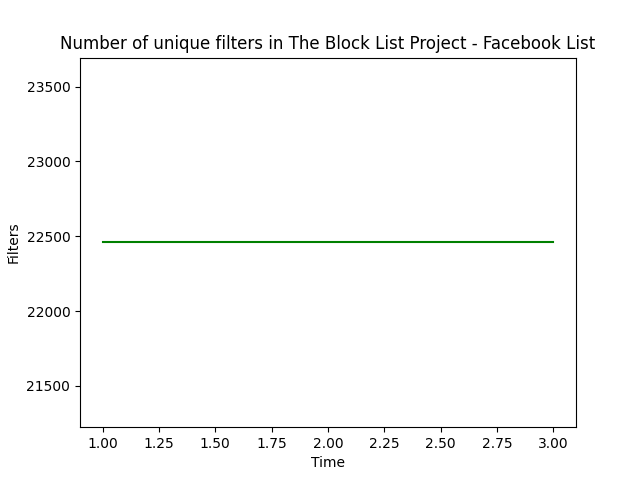 Number of unique filters in The Block List Project - Facebook List
23500
23000
22500
22000
21500
Filters
1.00 1.25 1.50 1.75 2.00 2.25 2.50 2.75 3.00
Time